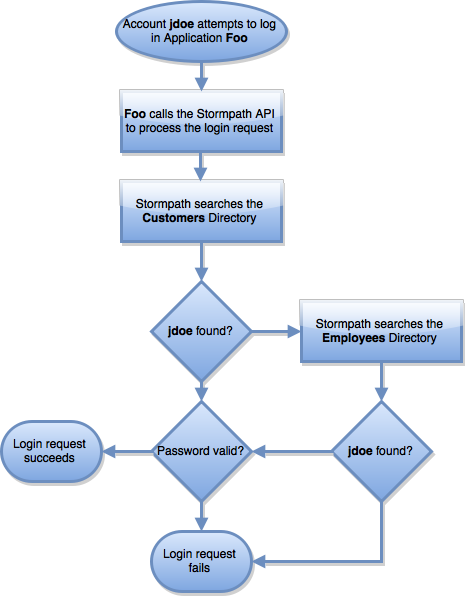 Account jdoe attempts to log
in Application Foo
Foo calls the Stormpath API
to process the login request
Stormpath searches the
Customers Directory
jdoe found?
Stormpath searches the
Employees Directory
Login request
succeeds
Password valid?
jdoe found?
Login request
fails